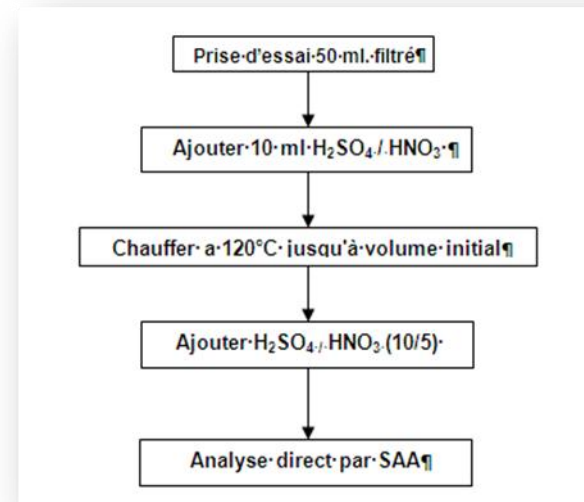 Prise·d'essai·50·ml.·filtré¶
Ajouter·10·ml·H₂SO₄·/·HNO₃·¶
Chauffer·a·120°C·jusqu'à·volume·initial¶
Ajouter·H₂SO₄·/·HNO₃·(10/5)·
Analyse·direct·par·SAA¶